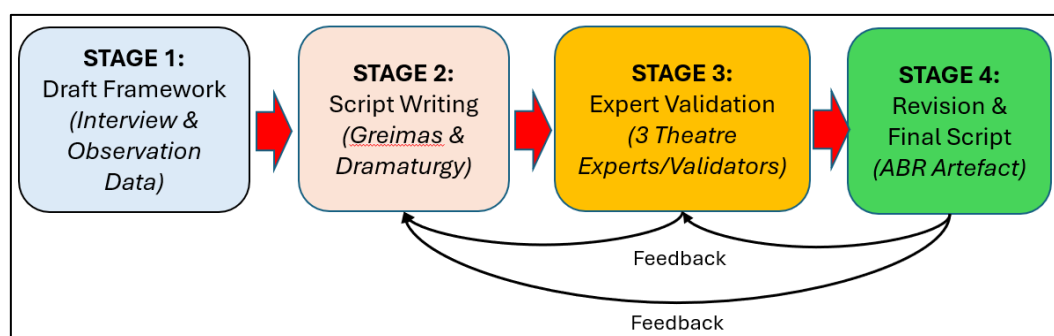 STAGE 1:
Draft Framework
(Interview &
Observation
Data)
STAGE 2:
Script Writing
(Greimas &
Dramaturgy)
STAGE 3:
Expert Validation
(3 Theatre
Experts/Validators)
STAGE 4:
Revision &
Final Script
(ABR Artefact)
Feedback
Feedback